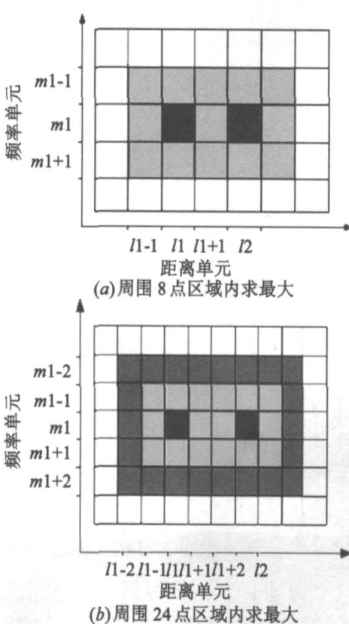 m1-1
m1
m1+1
频率单元
l1-1 l1 l1+1 l2
距离单元
(a)周围8点区域内求最大
m1-2
m1-1
m1
m1+1
m1+2
频率单元
l1-2 l1-1 l1 l1+1 l1+2 l2
距离单元
(b)周围24点区域内求最大